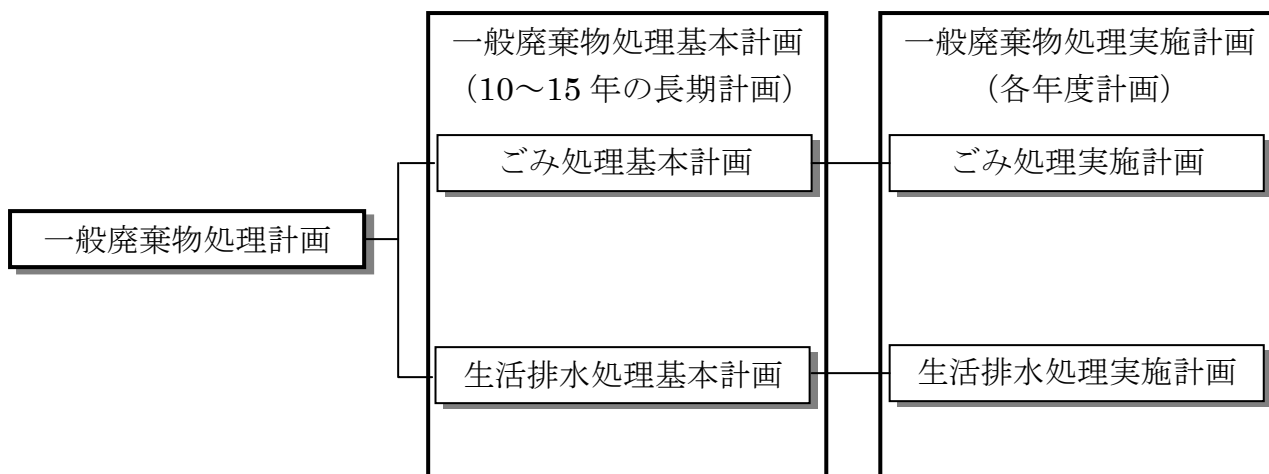 一般廃棄物処理基本計画
（10～15 年の長期計画）
一般廃棄物処理実施計画
（各年度計画）
ごみ処理基本計画
ごみ処理実施計画
一般廃棄物処理計画
生活排水処理基本計画
生活排水処理実施計画